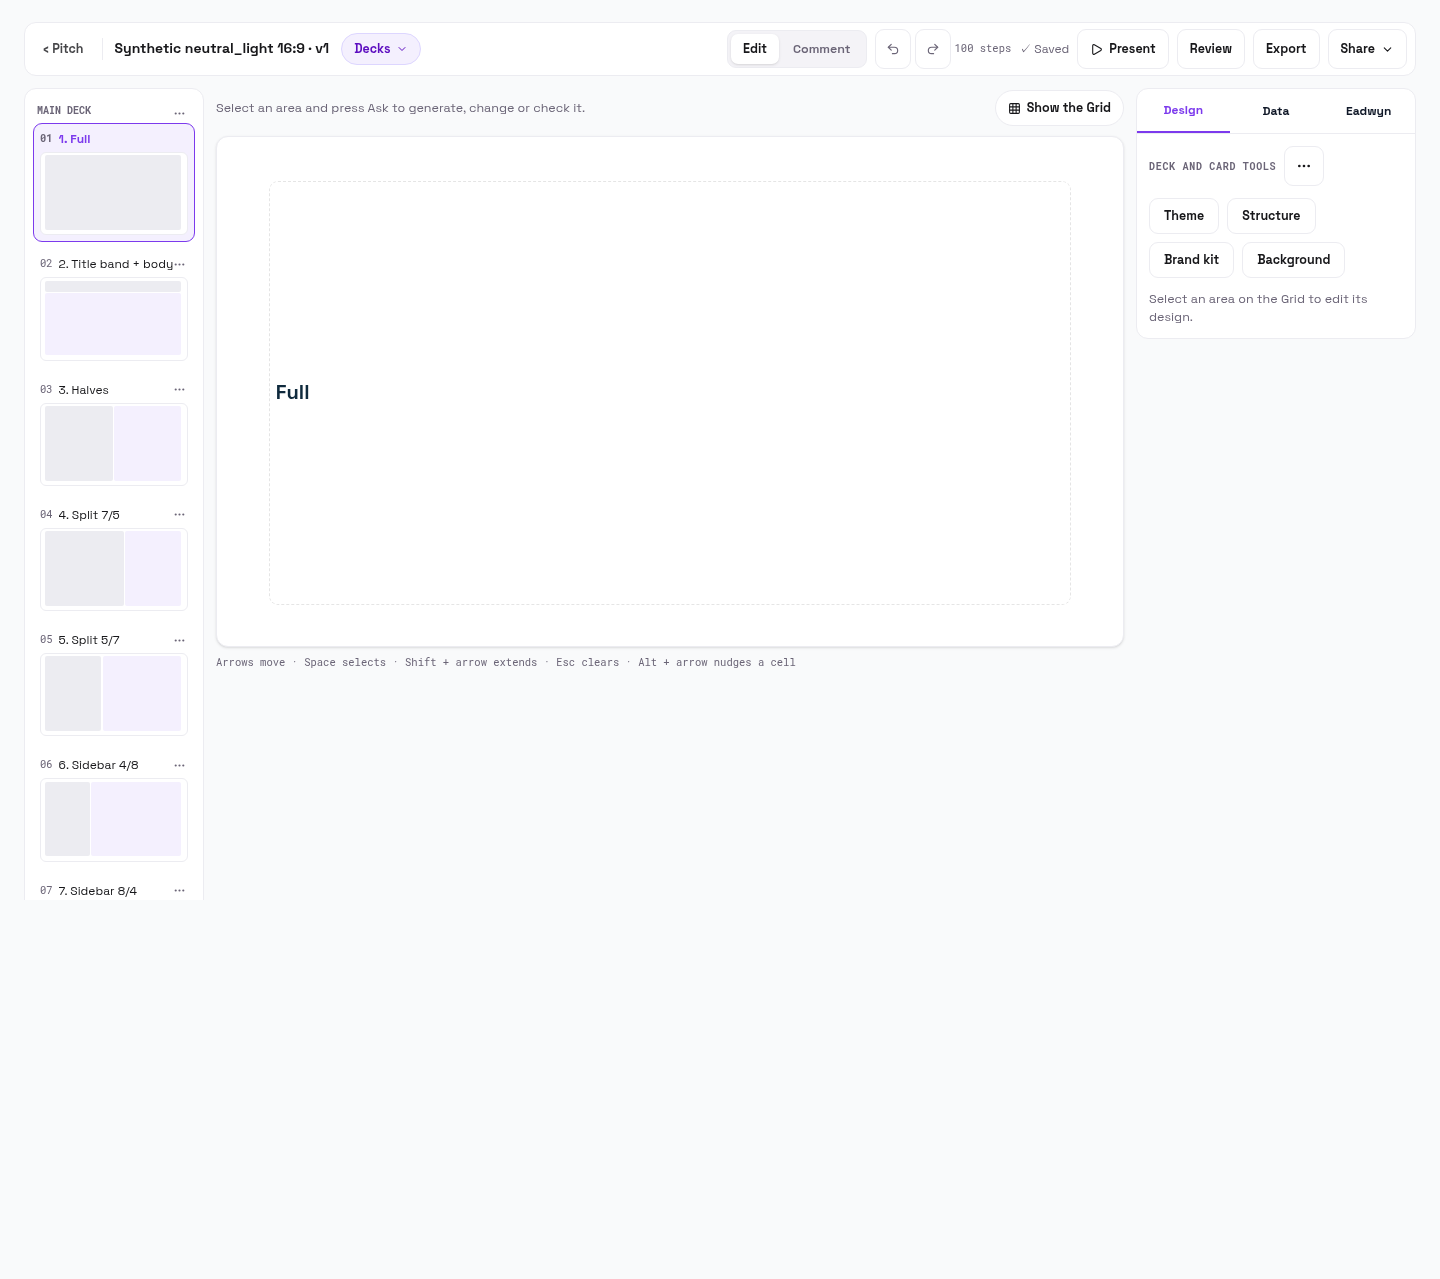 < Pitch
Synthetic neutral_light 16:9 · v1
Decks
Edit
Comment
100 steps
✓ Saved
Present
Review
Export
Share
MAIN DECK
01 1. Full
02 2. Title band + body
03 3. Halves
04 4. Split 7/5
05 5. Split 5/7
06 6. Sidebar 4/8
07 7. Sidebar 8/4
Select an area and press Ask to generate, change or check it.
Show the Grid
Full
Arrows move · Space selects · Shift + arrow extends · Esc clears · Alt + arrow nudges a cell
Design
Data
Eadwyn
DECK AND CARD TOOLS
Theme
Structure
Brand kit
Background
Select an area on the Grid to edit its
design.